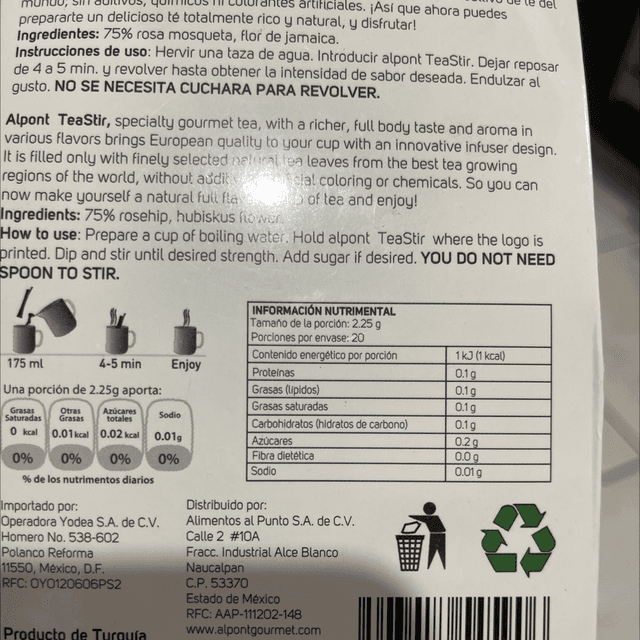 mundo, sin aditivos, químicos ni colorantes artificiales. ¡Así que ahora puedes
preparte un delicioso té totalmente rico y natural, y disfrutar!
Ingredientes: 75% rosa mosqueta, flor de jamaica.
Instrucciones de uso: Hervir una taza de agua. Introducir alpont TeaStir. Dejar reposar
de 4 a 5 min. y revolver hasta obtener la intensidad de sabor deseada. Endulzar al
gusto. NO SE NECESITA CUCHARA PARA REVOLVER.
Alpont TeaStir, specialty gourmet tea, with a richer, full body taste and aroma in
various flavors brings European quality to your cup with an innovative infuser design.
It is filled only with finely selected natural tea leaves from the best tea growing
regions of the world, without coloring or chemicals. So you can
now make yourself a natural full of tea and enjoy!
Ingredients: 75% rosehip, hubiskus flower.
How to use: Prepare a cup of boiling water. Hold alpont TeaStir where the logo is
printed. Dip and stir until desired strength. Add sugar if desired. YOU DO NOT NEED
SPOON TO STIR.
175 ml 4-5 min Enjoy
Una porción de 2.25g aporta:
Grasas Saturadas 0 kcal 0%
Otras Grasas 0.01kcal 0%
Azúcares totales 0.02 kcal 0%
Sodio 0.01g 0%
% de los nutrimentos diarios
INFORMACIÓN NUTRIMENTAL
Tamaño de la porción: 2.25 g
Porciones por envase: 20
Contenido energético por porción 1 kJ (1 kcal)
Proteínas 0.1 g
Grasas (lípidos) 0.1 g
Grasas saturadas 0.1 g
Carbohidratos (hidratos de carbono) 0.1 g
Azúcares 0.2 g
Fibra dietética 0.0 g
Sodio 0.01 g
Importado por:
Operadora Yodea S.A. de C.V.
Homero No. 538-602
Polanco Reforma
11550, México, D.F.
RFC: OYO120606PS2
Distribuido por:
Alimentos al Punto S.A. de C.V.
Calle 2 #10A
Fracc. Industrial Alce Blanco
Naucalpan
C.P. 53370
Estado de México
RFC: AAP-111202-148
www.alpontgourmet.com
Producto de Turquía